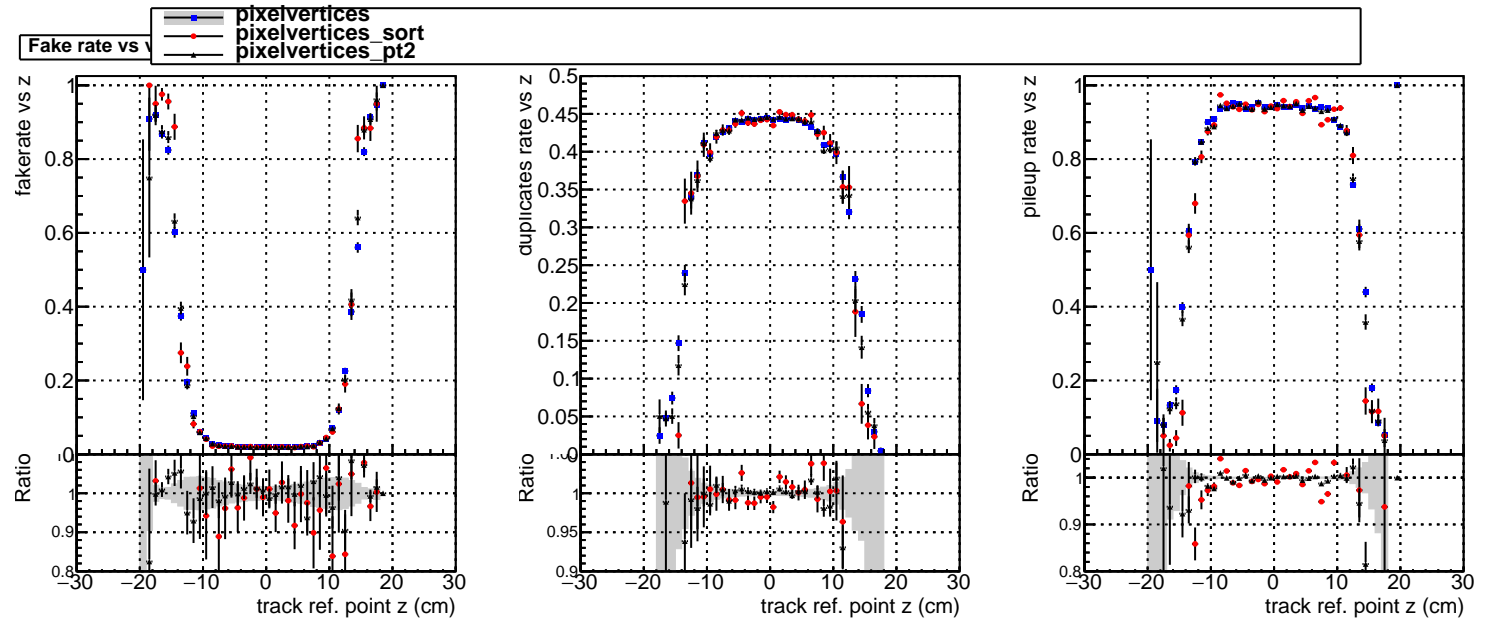 pixelvertices
pixelvertices_sort
pixelvertices_pt2
Fake rate vs v
fakerate vs z
1
0.8
0.6
0.4
0.2
0
Ratio
1
0.9
0.8
−30 −20 −10 0 10 20 30
track ref. point z (cm)
duplicates rate vs z
0.5
0.45
0.4
0.35
0.3
0.25
0.2
0.15
0.1
0.05
Ratio
1
0.95
0.9
−30 −20 −10 0 10 20 30
track ref. point z (cm)
pileup rate vs z
1
0.8
0.6
0.4
0.2
0
Ratio
1
0.9
0.8
−30 −20 −10 0 10 20 30
track ref. point z (cm)